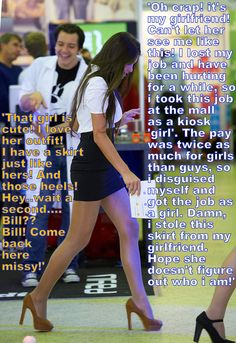 'Oh crap! it's
my girlfriend!
Can't let her
see me like
this! I lost my
job and have
been hurting
for a while, so
i took this job
at the mall
as a kiosk
girl'. The pay
was twice as
much for girls
than guys, so
i disguised
myself and
got the job as
a girl. Damn,
i stole this
skirt from my
girlfriend.
Hope she
doesn't figure
out who i am!'
'That girl is
cute! I love
her outfit!
I have a skirt
just like
hers! And
those heels!
Hey..wait a
second....
Bill??
Bill! Come
back
here
missy!'